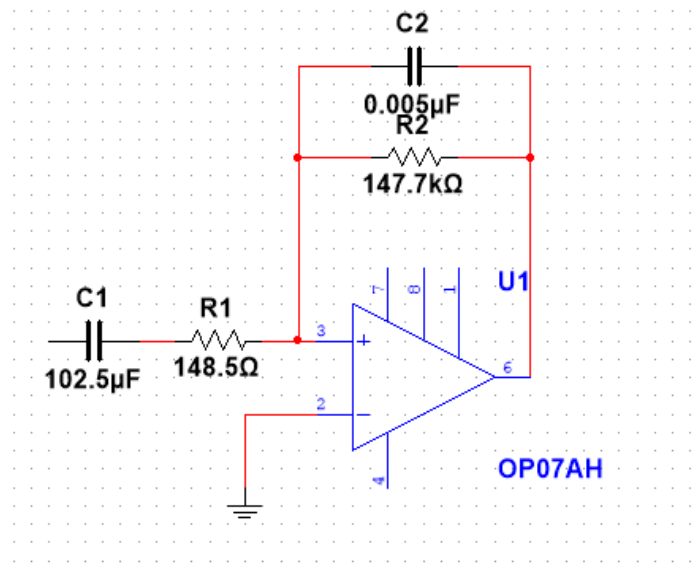 C2
0.005µF
R2
147.7kΩ
7
8
1
U1
C1
R1
3
+
102.5µF
148.5Ω
6
2
−
4
OP07AH